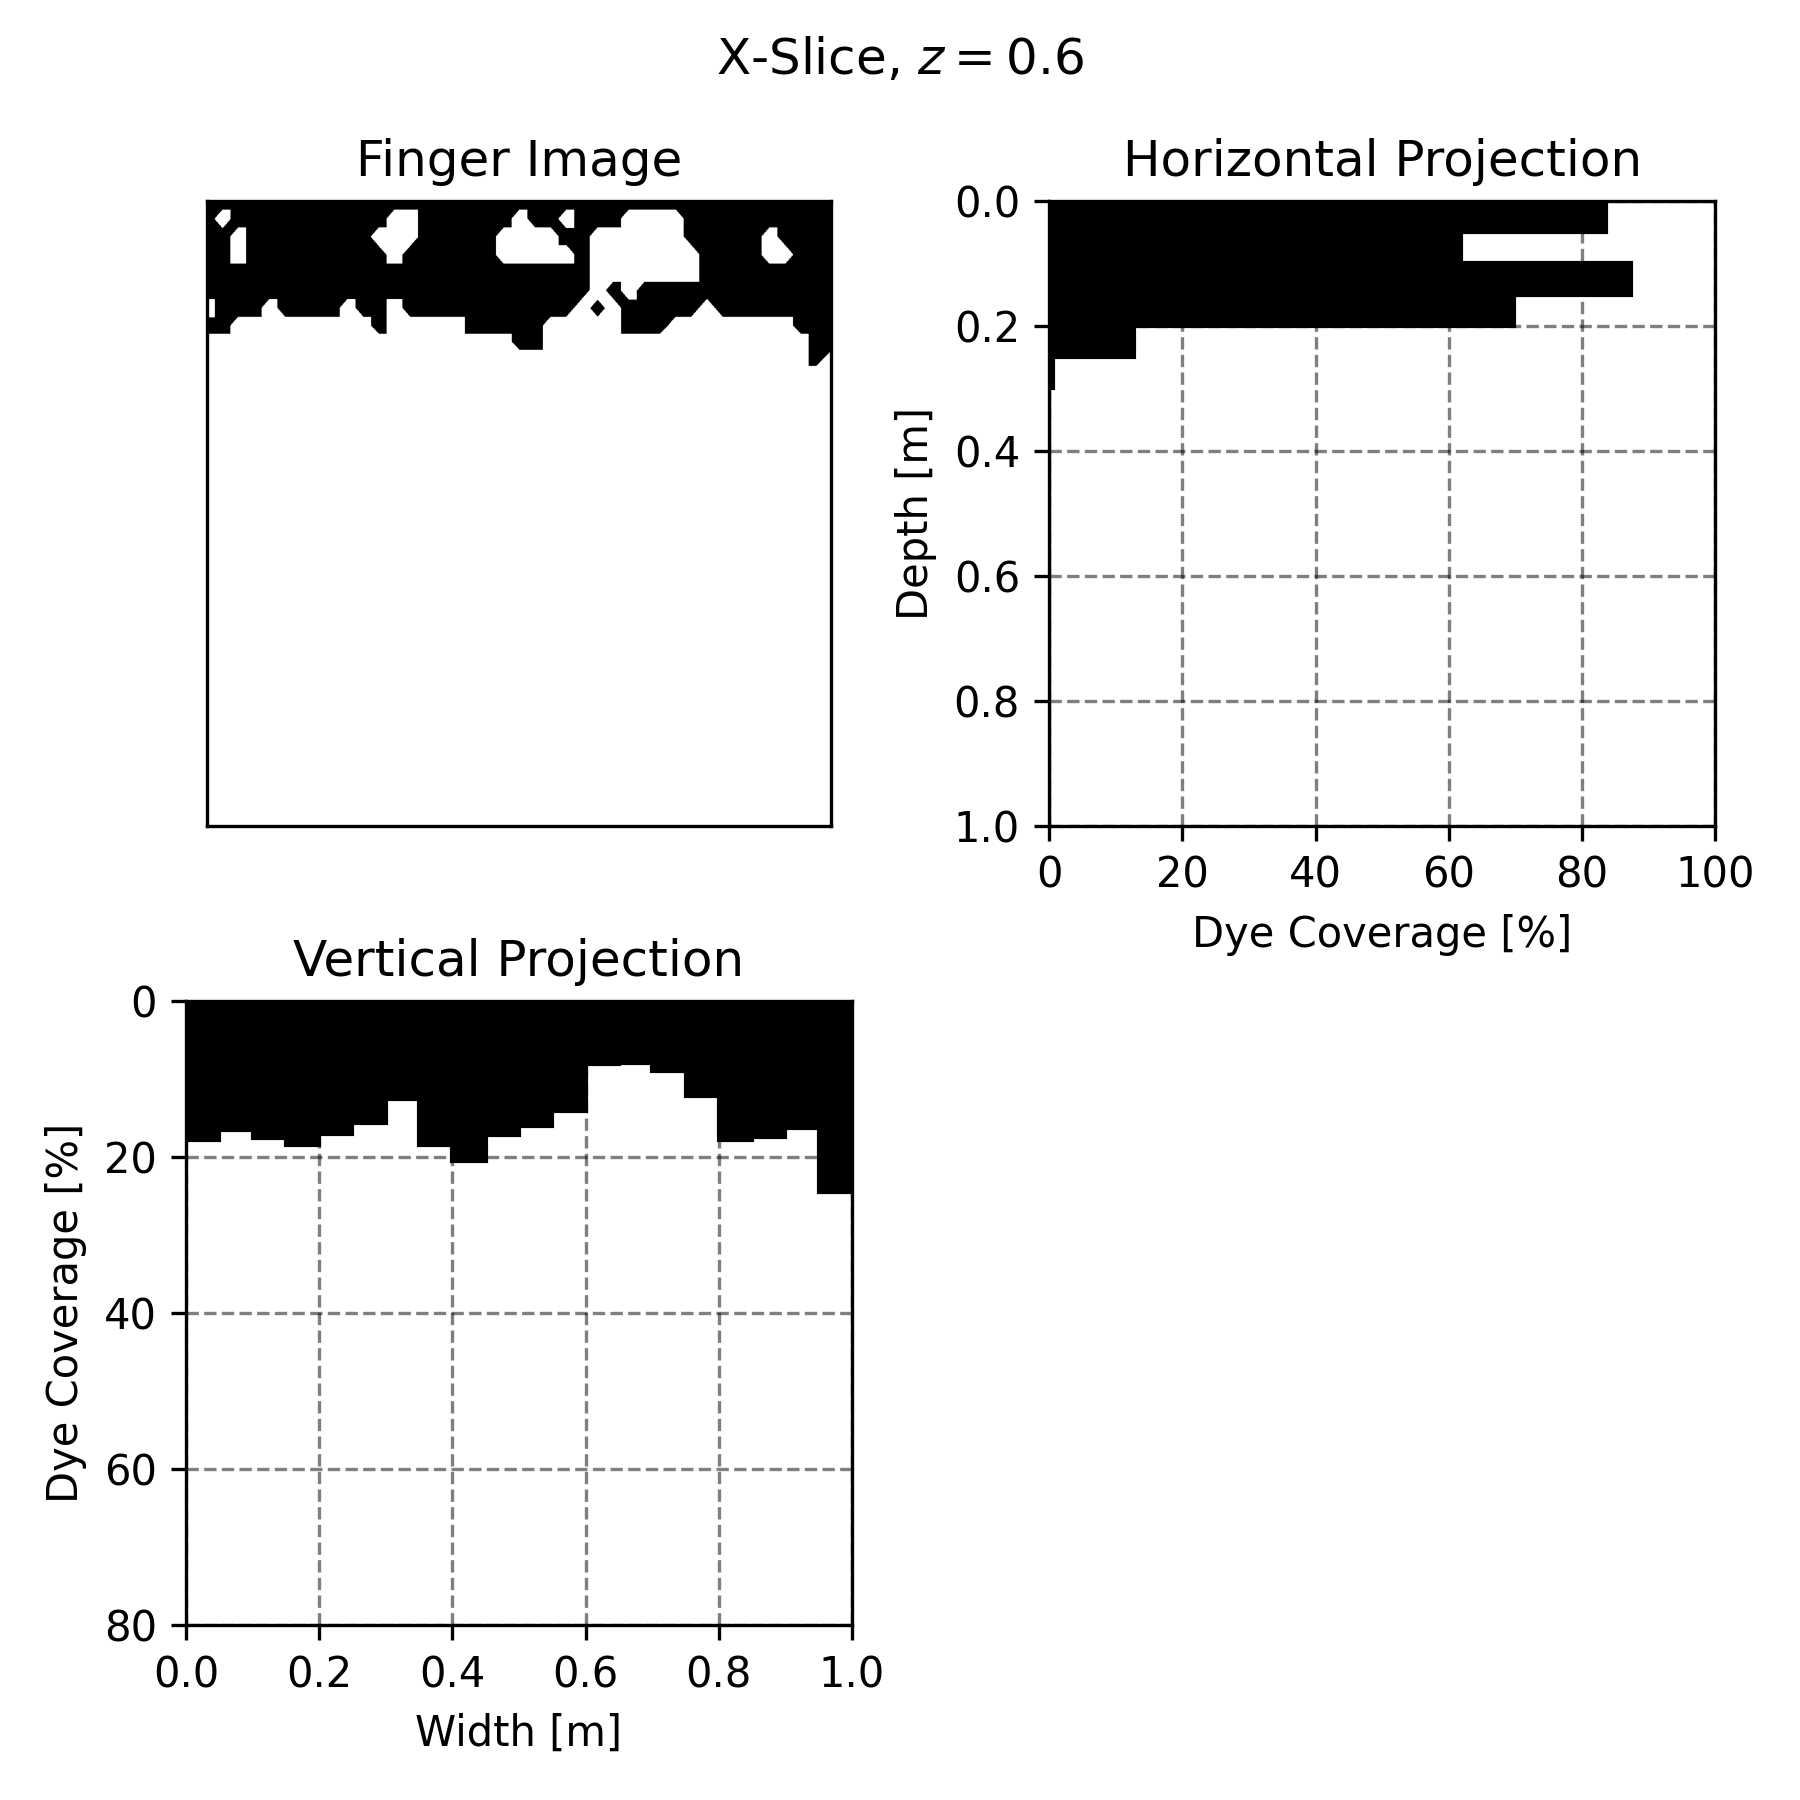 X-Slice, z = 0.6
Finger Image
Horizontal Projection
0.0
0.2
0.4
0.6
0.8
1.0
Depth [m]
0 20 40 60 80 100
Dye Coverage [%]
Vertical Projection
0
20
40
60
80
Dye Coverage [%]
0.0 0.2 0.4 0.6 0.8 1.0
Width [m]